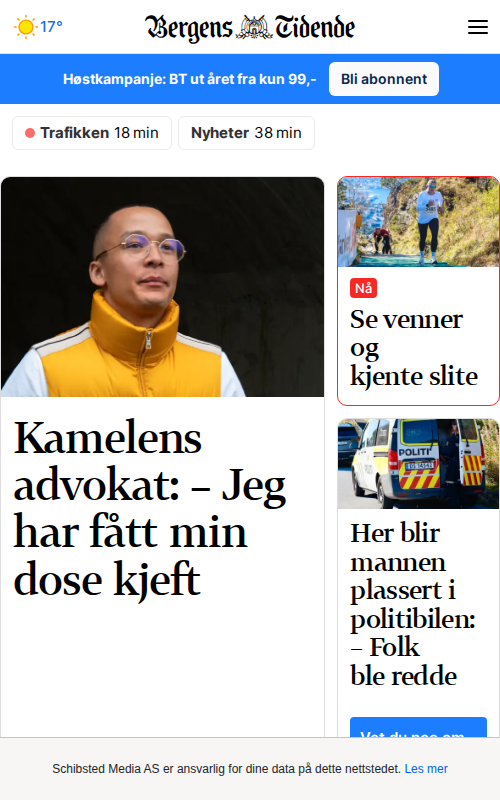 17°
Bergens Tidende
Høstkampanje: BT ut året fra kun 99,-
Bli abonnent
Trafikken 18 min
Nyheter 38 min
Kamelens
advokat: – Jeg
har fått min
dose kjeft
Nå
Se venner
og
kjente slite
POLITI
Her blir
mannen
plassert i
politibilen:
– Folk
ble redde
Schibsted Media AS er ansvarlig for dine data på dette nettstedet. Les mer